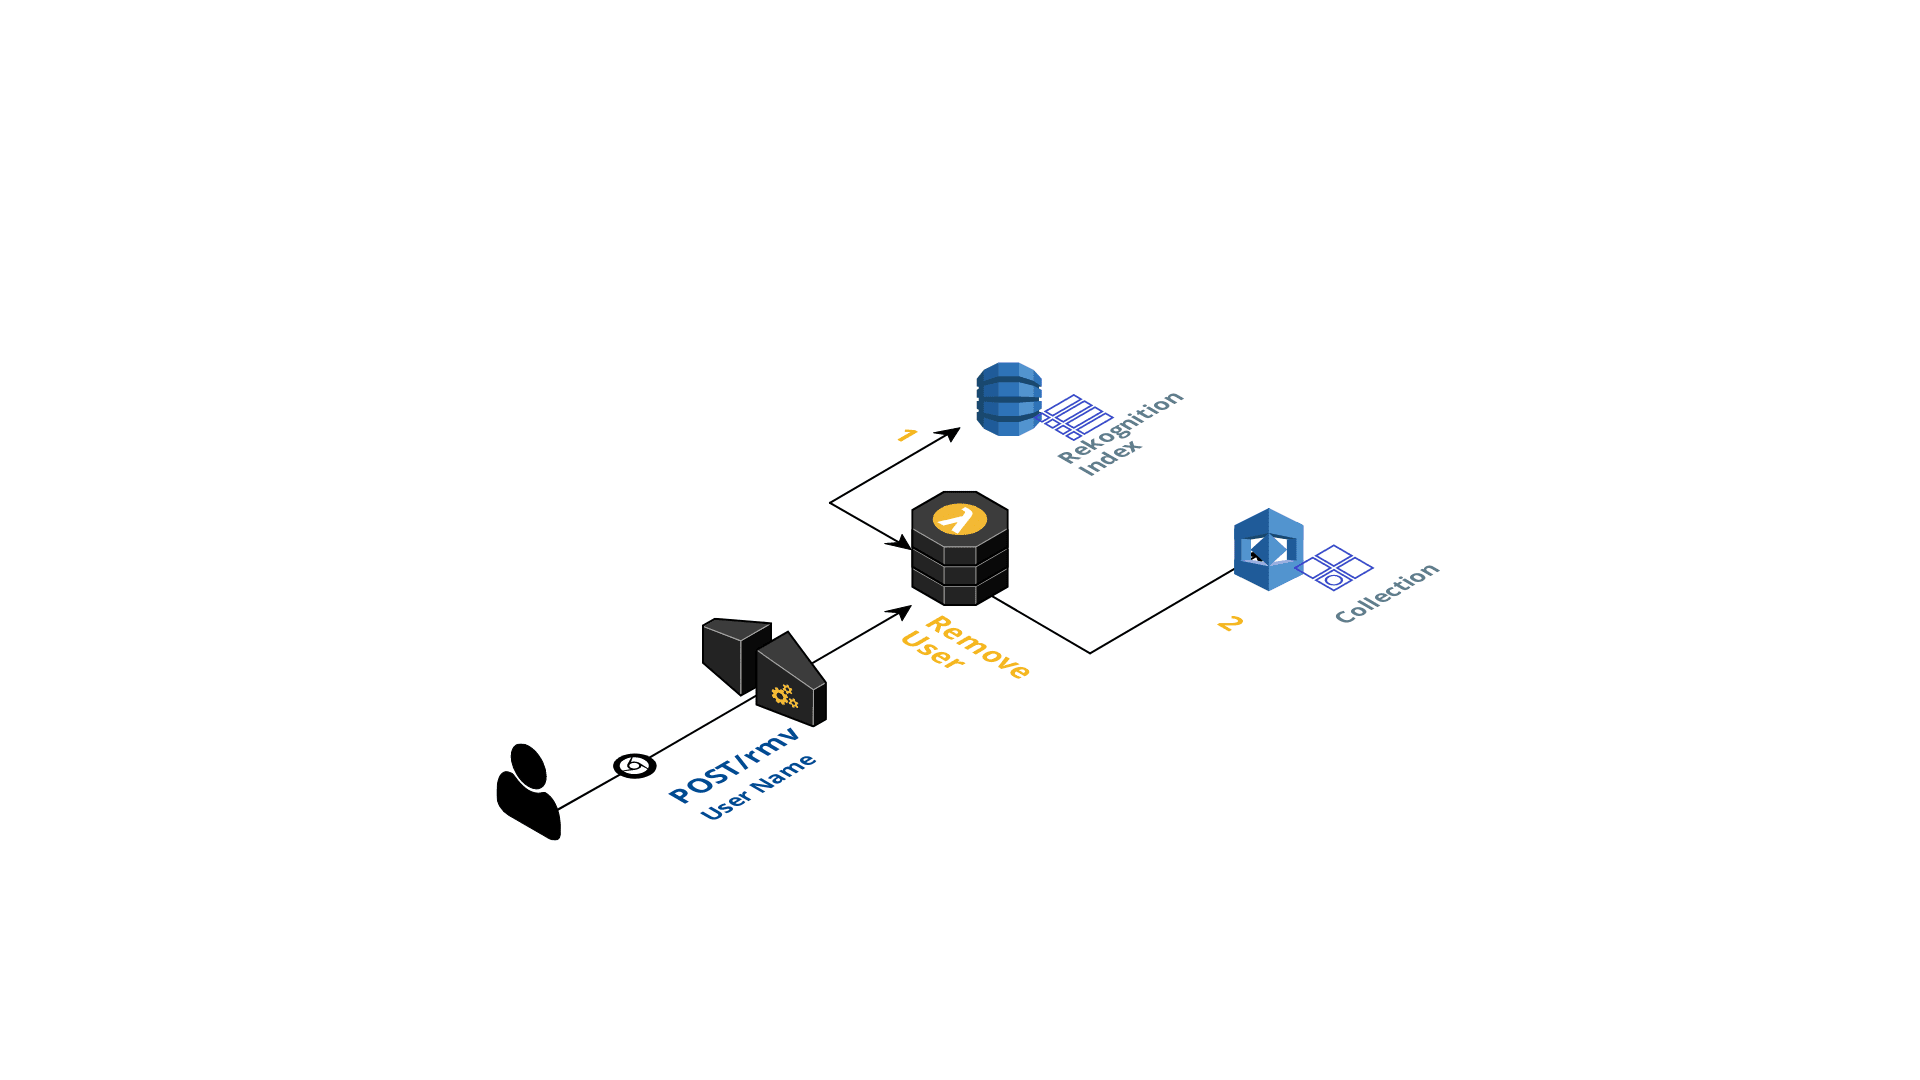 1
Rekognition
Index
λ
Remove
User
2
Collection
POST/rmv
User Name